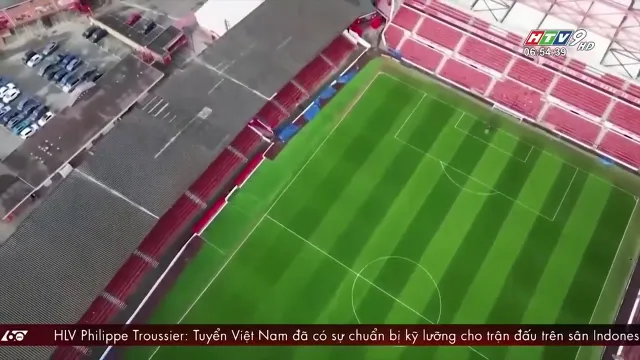 HTV9 HD
06:54:39
60 HLV Philippe Troussier: Tuyển Việt Nam đã có sự chuẩn bị kỹ lưỡng cho trận đấu trên sân Indones